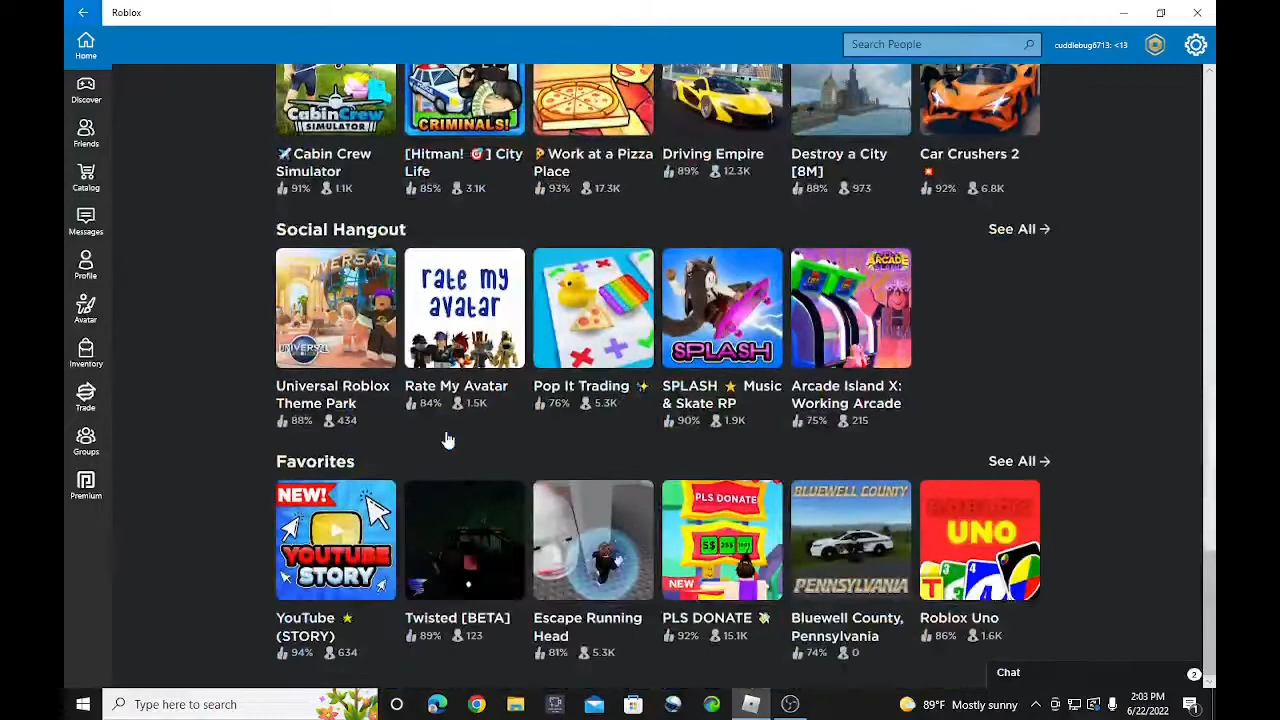 Roblox
Home
Search People
cuddlebug6713: <13
Discover
Friends
Catalog
Messages
Profile
Avatar
Inventory
Trade
Groups
Premium
CabinCrew
SIMULATOR
CRIMINALS!
Cabin Crew
Simulator
91% 1.1K
[Hitman! 🎯] City
Life
85% 3.1K
Work at a Pizza
Place
93% 17.3K
Driving Empire
89% 12.3K
Destroy a City
[8M]
88% 973
Car Crushers 2
92% 6.8K
Social Hangout
See All →
UNIVERSAL
rate my
avatar
SPLASH
ARCADE
ISLAND
Universal Roblox
Theme Park
88% 434
Rate My Avatar
84% 1.5K
Pop It Trading ✨
76% 5.3K
SPLASH ⭐ Music
& Skate RP
90% 1.9K
Arcade Island X:
Working Arcade
75% 215
Favorites
See All →
NEW!
YOUTUBE
STORY
PLS DONATE
5$
NEW
BLUEWELL COUNTY
PENNSYLVANIA
UNO
YouTube ⭐
(STORY)
94% 634
Twisted [BETA]
89% 123
Escape Running
Head
81% 5.3K
PLS DONATE 💸
92% 15.1K
Bluewell County,
Pennsylvania
74% 0
Roblox Uno
86% 1.6K
Chat
2
Type here to search
89°F Mostly sunny
2:03 PM
6/22/2022